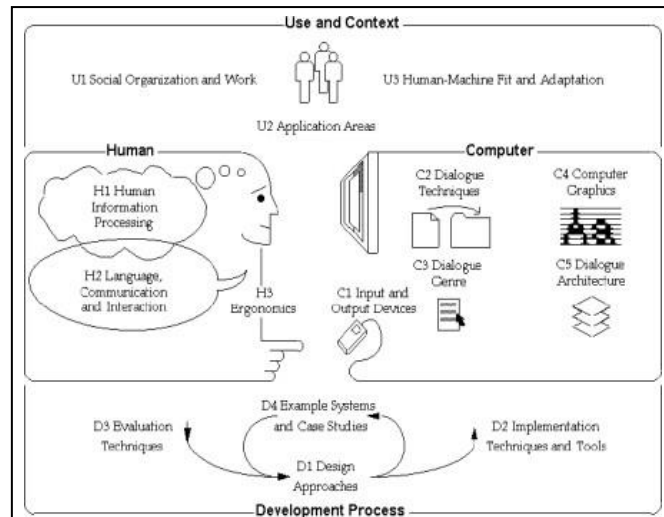 Use and Context
U1 Social Organization and Work
U3 Human-Machine Fit and Adaptation
U2 Application Areas
Human
H1 Human
Information
Processing
H2 Language,
Communication
and Interaction
H3
Ergonomics
Computer
C2 Dialogue
Techniques
C4 Computer
Graphics
C3 Dialogue
Genre
C5 Dialogue
Architecture
C1 Input and
Output Devices
D3 Evaluation
Techniques
D4 Example Systems
and Case Studies
D2 Implementation
Techniques and Tools
D1 Design
Approaches
Development Process